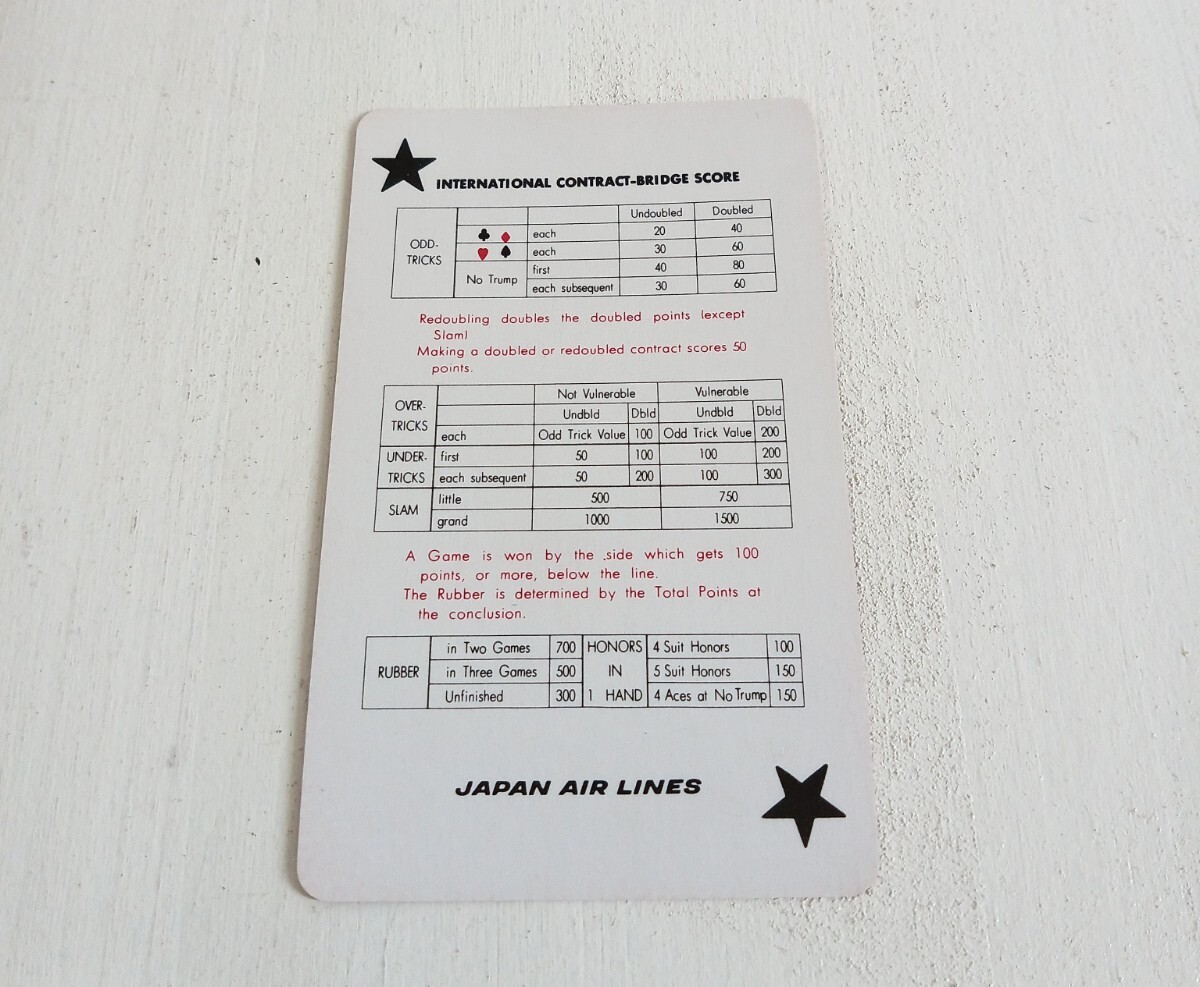 INTERNATIONAL CONTRACT-BRIDGE SCORE
Undoubled Doubled
ODD-TRICKS ♣ ♦ each 20 40
♥ ♠ each 30 60
No Trump first 40 80
each subsequent 30 60
Redoubling doubles the doubled points (except
Slam)
Making a doubled or redoubled contract scores 50
points.
Not Vulnerable Vulnerable
OVER-TRICKS Undbld Dbld Undbld Dbld
each Odd Trick Value 100 Odd Trick Value 200
UNDER-TRICKS first 50 100 100 200
each subsequent 50 200 100 300
SLAM little 500 750
grand 1000 1500
A Game is won by the side which gets 100
points, or more, below the line.
The Rubber is determined by the Total Points at
the conclusion.
RUBBER in Two Games 700 HONORS 4 Suit Honors 100
in Three Games 500 IN 5 Suit Honors 150
Unfinished 300 1 HAND 4 Aces at No Trump 150
JAPAN AIR LINES